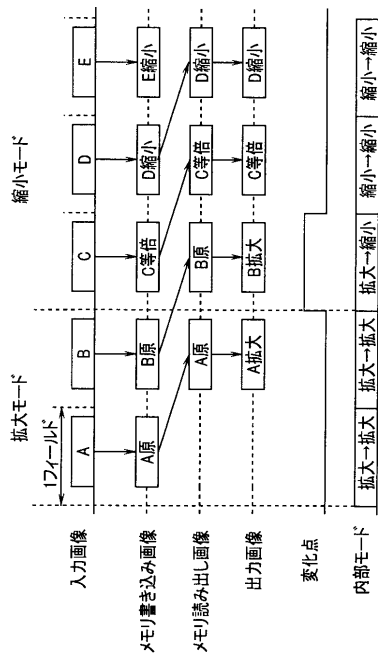 拡大モード 縮小モード
1フィールド
入力画像 A B C D E
メモリ書き込み画像 A原 B原 C等倍 D縮小 E縮小
メモリ読み出し画像 A原 B原 C等倍 D縮小
出力画像 A拡大 B拡大 C等倍 D縮小
変化点
内部モード 拡大→拡大 拡大→拡大 拡大→縮小 縮小→縮小 縮小→縮小